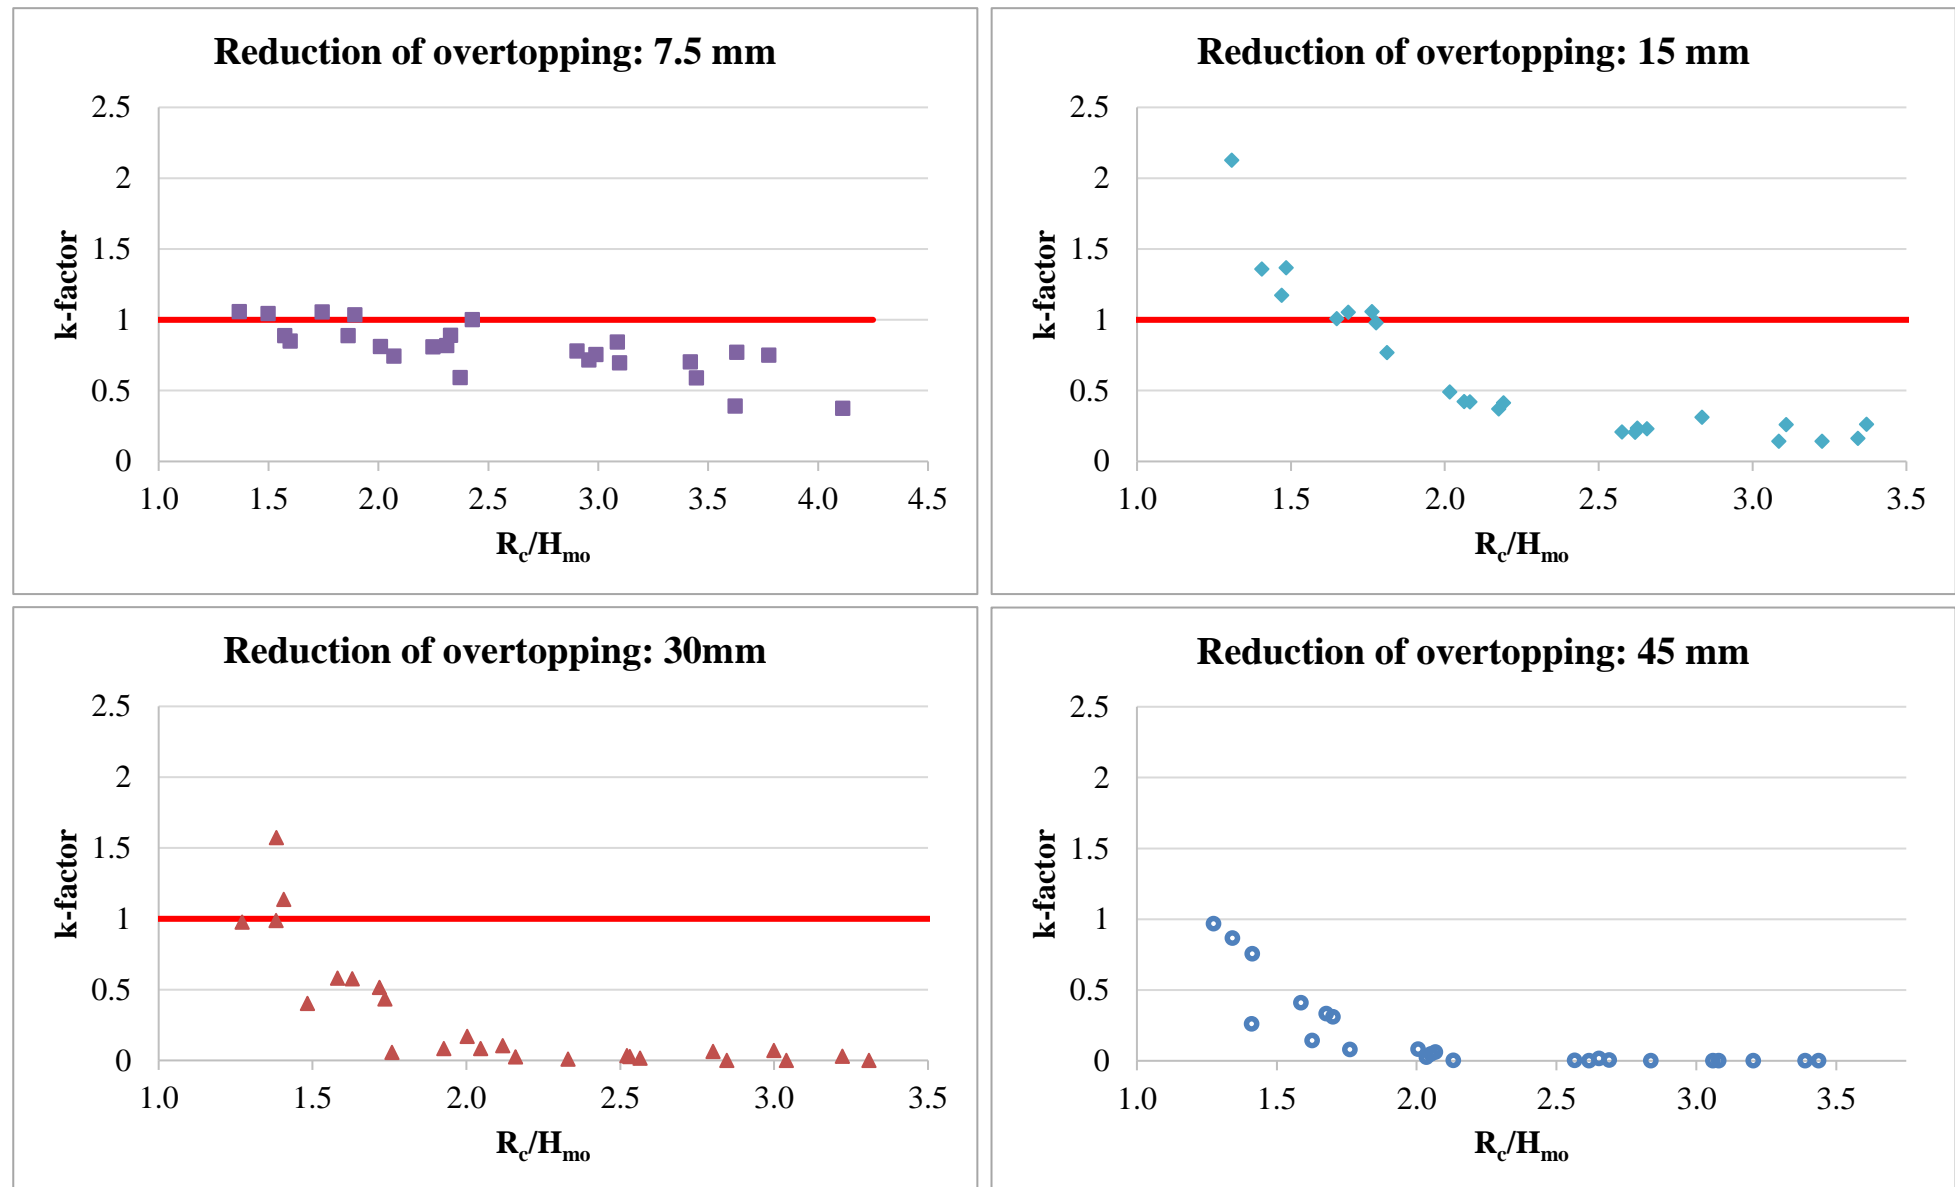 Reduction of overtopping: 7.5 mm
2.5
2
1.5
1
0.5
0
k-factor
1.0 1.5 2.0 2.5 3.0 3.5 4.0 4.5
Rc/Hmo
Reduction of overtopping: 15 mm
2.5
2
1.5
1
0.5
0
k-factor
1.0 1.5 2.0 2.5 3.0 3.5
Rc/Hmo
Reduction of overtopping: 30mm
2.5
2
1.5
1
0.5
0
k-factor
1.0 1.5 2.0 2.5 3.0 3.5
Rc/Hmo
Reduction of overtopping: 45 mm
2.5
2
1.5
1
0.5
0
k-factor
1.0 1.5 2.0 2.5 3.0 3.5
Rc/Hmo